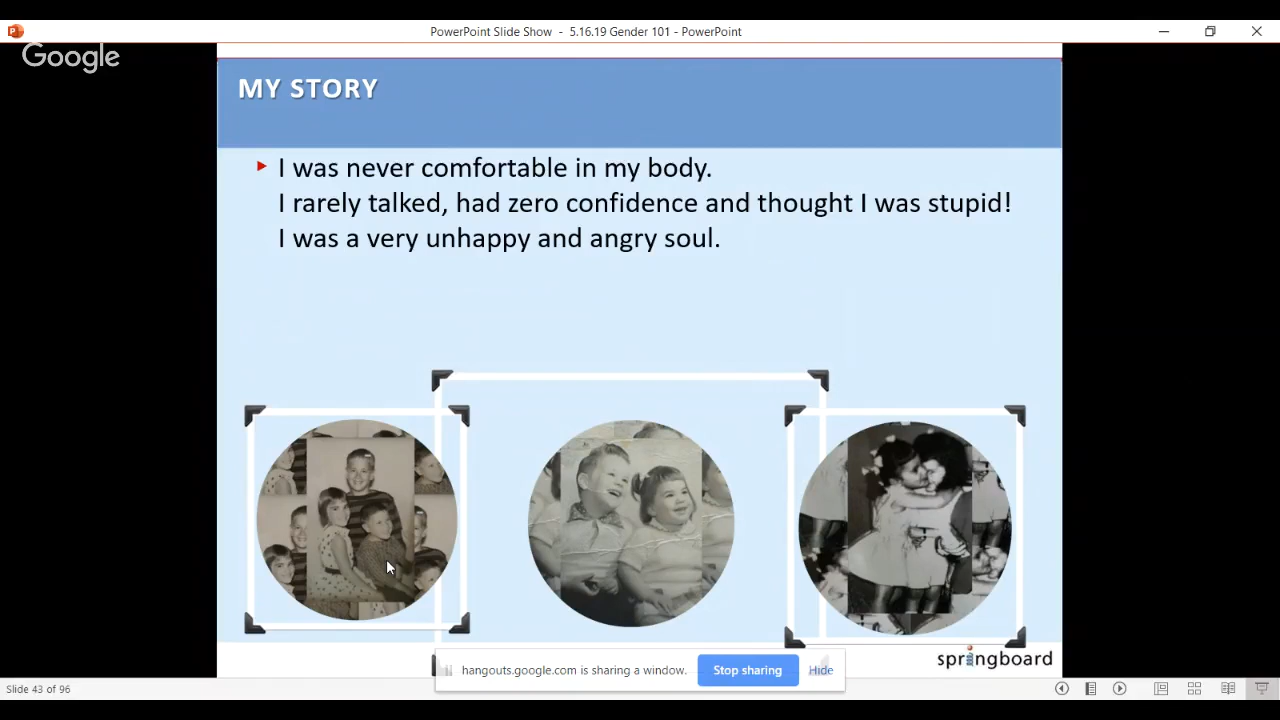 PowerPoint Slide Show - 5.16.19 Gender 101 - PowerPoint
Google
MY STORY
I was never comfortable in my body.
I rarely talked, had zero confidence and thought I was stupid!
I was a very unhappy and angry soul.
springboard
hangouts.google.com is sharing a window. Stop sharing Hide
Slide 43 of 96